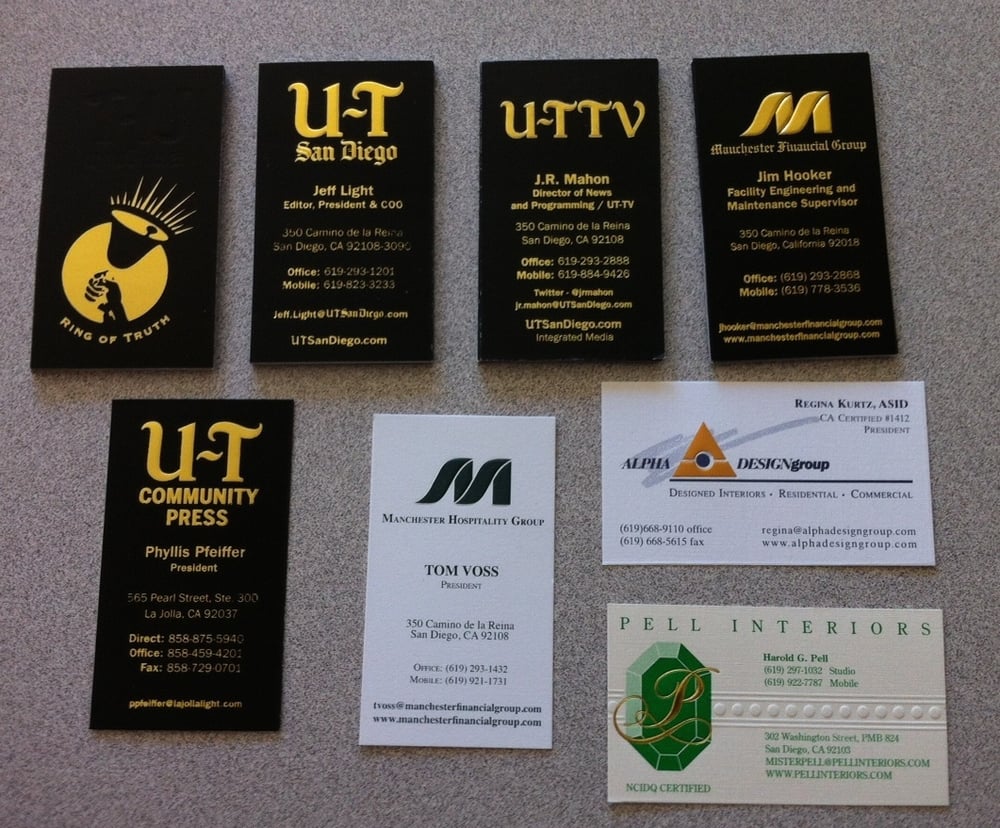 RING OF TRUTH
U-T
San Diego
Jeff Light
Editor, President & COO
350 Camino de la Reina
San Diego, CA 92108-3090
Office: 619-293-1201
Mobile: 619-823-3233
Jeff.Light@UTSanDiego.com
UTSanDiego.com
U-TTV
J.R. Mahon
Director of News
and Programming / UT-TV
350 Camino de la Reina
San Diego, CA 92108
Office: 619-293-2888
Mobile: 619-884-9426
Twitter - @jrmahon
jr.mahon@UTSanDiego.com
UTSanDiego.com
Integrated Media
M
Manchester Financial Group
Jim Hooker
Facility Engineering and
Maintenance Supervisor
350 Camino de la Reina
San Diego, California 92018
Office: (619) 293-2868
Mobile: (619) 778-3536
jhooker@manchesterfinancialgroup.com
www.manchesterfinancialgroup.com
U-T
COMMUNITY
PRESS
Phyllis Pfeiffer
President
565 Pearl Street, Ste. 300
La Jolla, CA 92037
Direct: 858-875-5940
Office: 858-459-4201
Fax: 858-729-0701
ppfeiffer@lajollalight.com
M
MANCHESTER HOSPITALITY GROUP
TOM VOSS
PRESIDENT
350 Camino de la Reina
San Diego, CA 92108
OFFICE: (619) 293-1432
MOBILE: (619) 921-1731
tvoss@manchesterfinancialgroup.com
www.manchesterfinancialgroup.com
REGINA KURTZ, ASID
CA CERTIFIED #1412
PRESIDENT
ALPHA DESIGNgroup
DESIGNED INTERIORS • RESIDENTIAL • COMMERCIAL
(619)668-9110 office regina@alphadesigngroup.com
(619) 668-5615 fax www.alphadesigngroup.com
PELL INTERIORS
Harold G. Pell
(619) 297-1032 Studio
(619) 922-7787 Mobile
P
302 Washington Street, PMB 824
San Diego, CA 92103
MISTERPELL@PELLINTERIORS.COM
WWW.PELLINTERIORS.COM
NCIDQ CERTIFIED